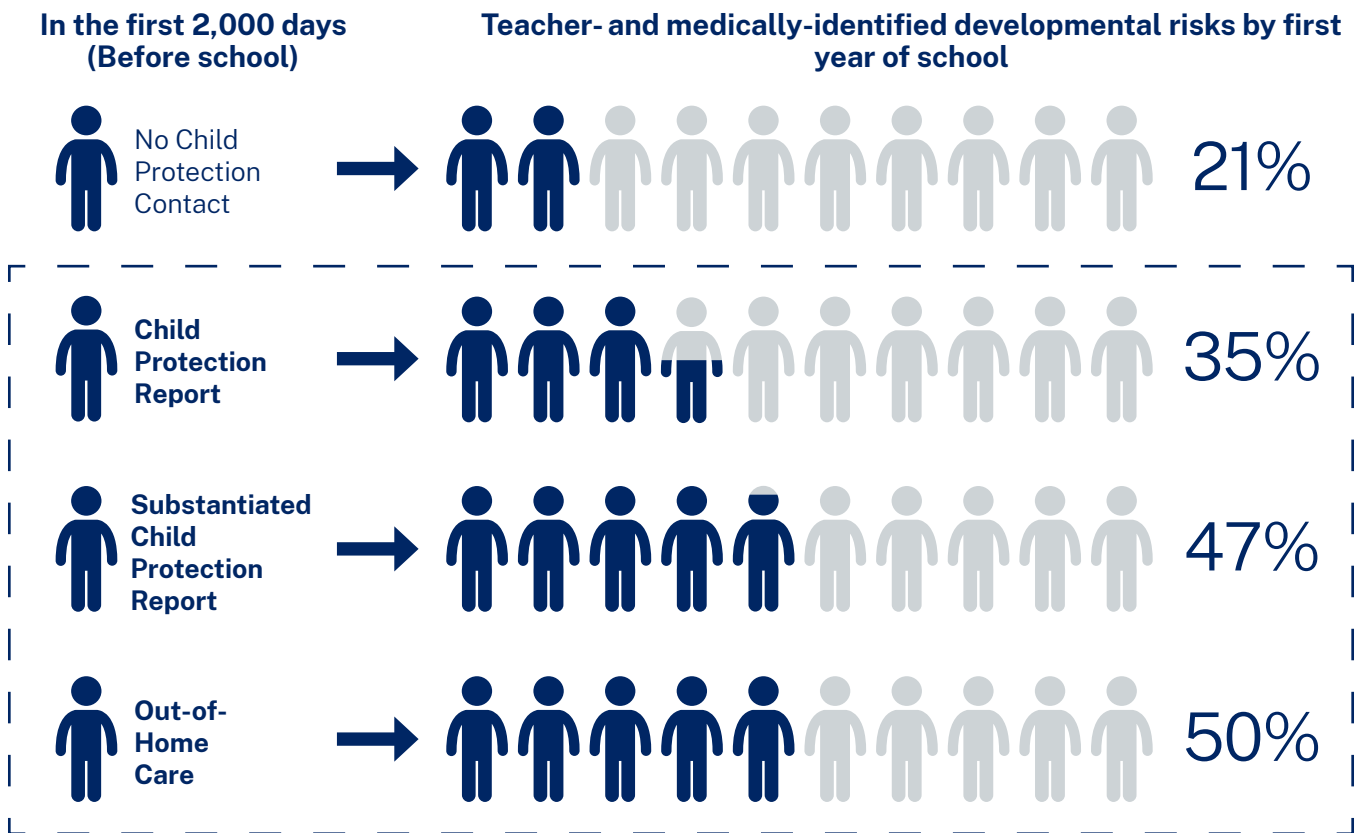 In the first 2,000 days
(Before school)
Teacher- and medically-identified developmental risks by first
year of school
No Child
Protection
Contact
21%
Child
Protection
Report
35%
Substantiated
Child
Protection
Report
47%
Out-of-
Home
Care
50%